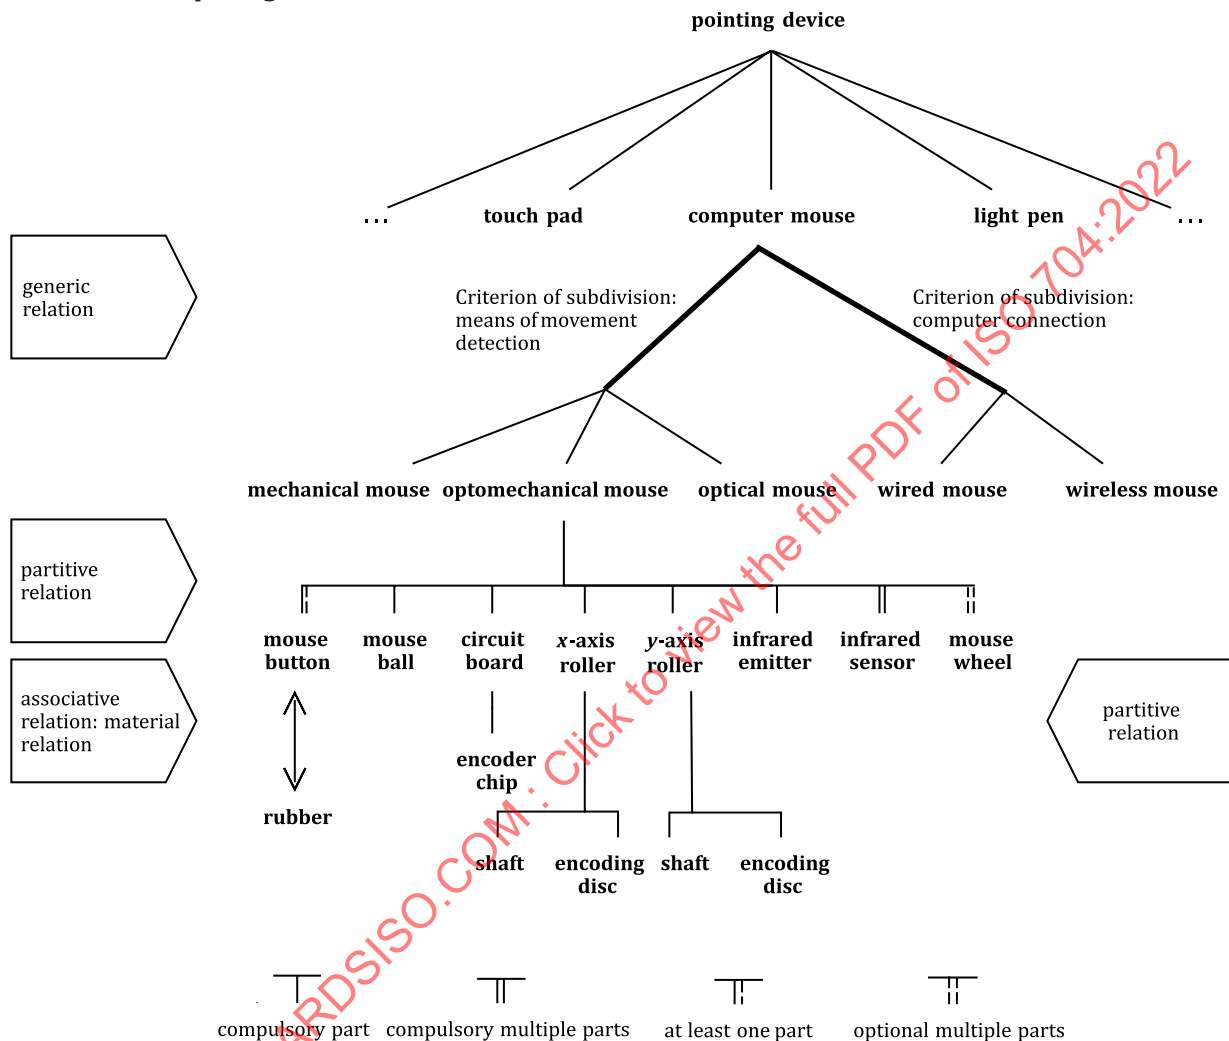 pointing device
... touch pad computer mouse light pen ...
generic
relation
Criterion of subdivision:
means of movement
detection
Criterion of subdivision:
computer connection
mechanical mouse optomechanical mouse optical mouse wired mouse wireless mouse
partitive
relation
mouse
button
mouse
ball
circuit
board
x-axis
roller
y-axis
roller
infrared
emitter
infrared
sensor
mouse
wheel
associative
relation: material
relation
partitive
relation
encoder
chip
rubber
shaft
encoding
disc
shaft
encoding
disc
compulsory part compulsory multiple parts at least one part optional multiple parts
ARDSISO.COM : Click to view the full PDF of ISO 704:2022